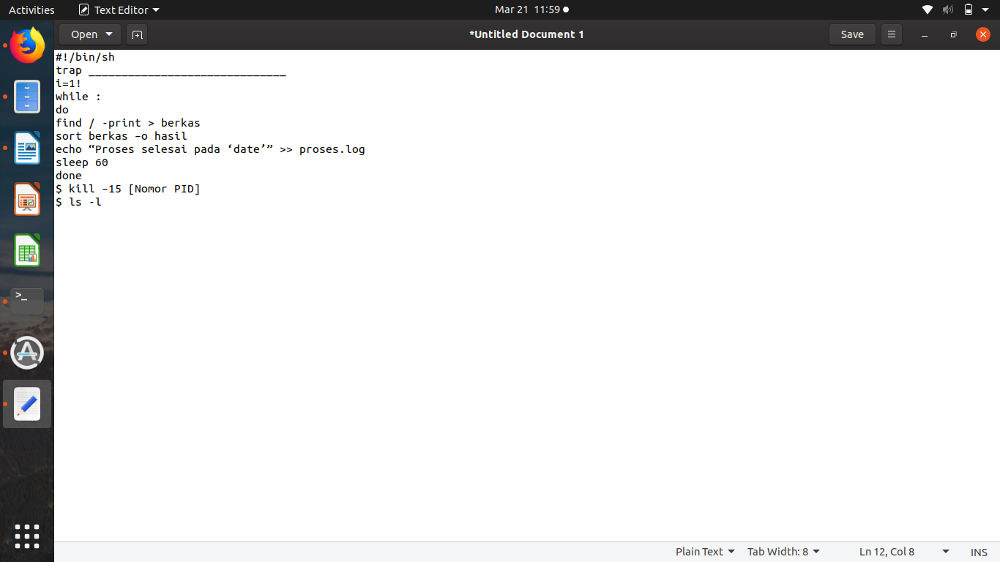 Activities Text Editor Mar 21 11:59
Open *Untitled Document 1 Save
#!/bin/sh
trap ______________________________
i=1!
while :
do
find / -print > berkas
sort berkas –o hasil
echo “Proses selesai pada ‘date’” >> proses.log
sleep 60
done
$ kill –15 [Nomor PID]
$ ls -l
Plain Text Tab Width: 8 Ln 12, Col 8 INS